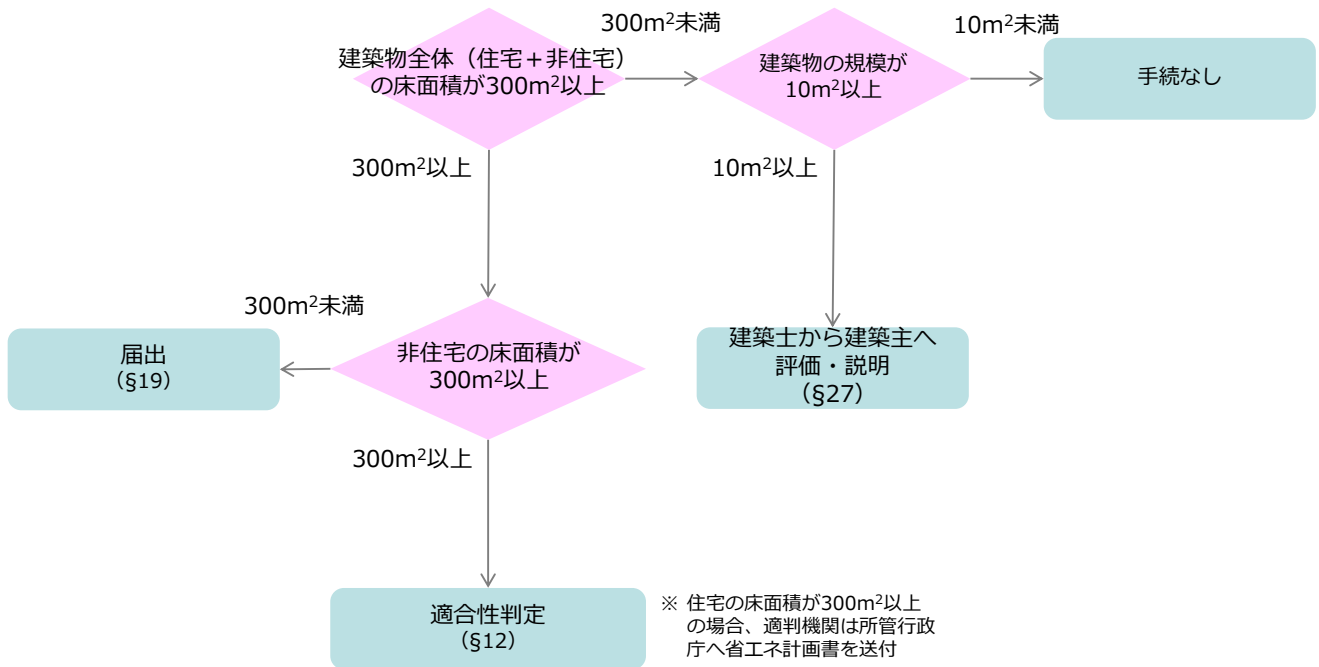 建築物全体（住宅＋非住宅）
の床面積が300m²以上
300m²未満
建築物の規模が
10m²以上
10m²未満
手続なし
300m²以上
10m²以上
300m²未満
届出
（§19）
非住宅の床面積が
300m²以上
建築士から建築主へ
評価・説明
（§27）
300m²以上
適合性判定
（§12）
※ 住宅の床面積が300m²以上
の場合、適判機関は所管行政
庁へ省エネ計画書を送付